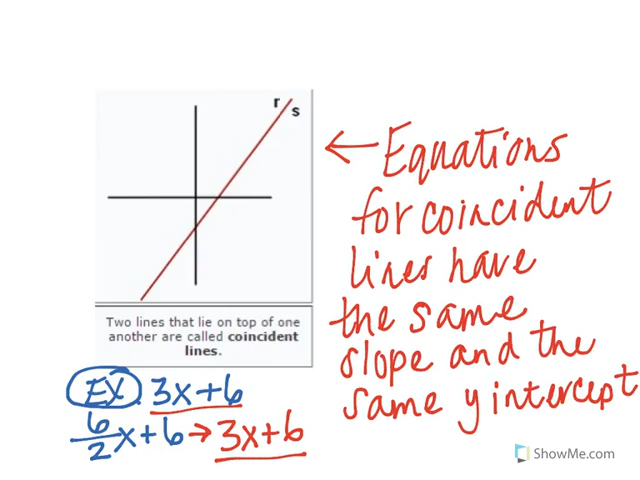 r
s
Two lines that lie on top of one
another are called coincident
lines.
← Equations
for coincident
lines have
the same
slope and the
same y intercept
EX. 3x+6
6/2x+6→3x+6
ShowMe.com